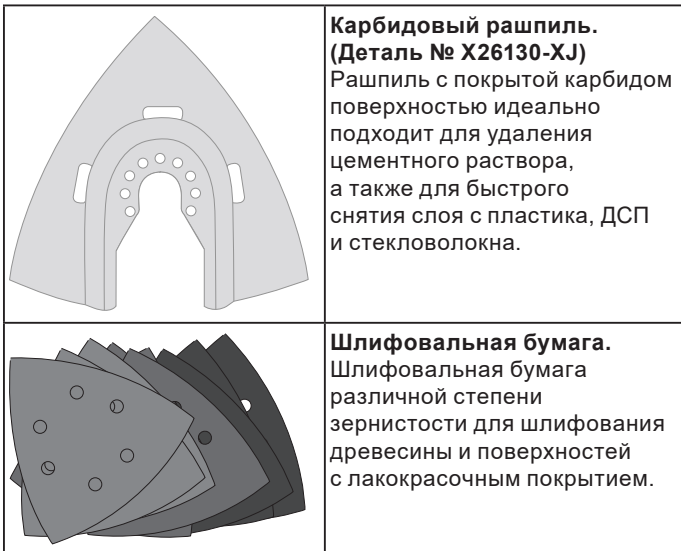 Карбидовый рашпиль.
(Деталь № X26130-XJ)
Рашпиль с покрытой карбидом
поверхностью идеально
подходит для удаления
цементного раствора,
а также для быстрого
снятия слоя с пластика, ДСП
и стекловолокна.
Шлифовальная бумага.
Шлифовальная бумага
различной степени
зернистости для шлифования
древесины и поверхностей
с лакокрасочным покрытием.